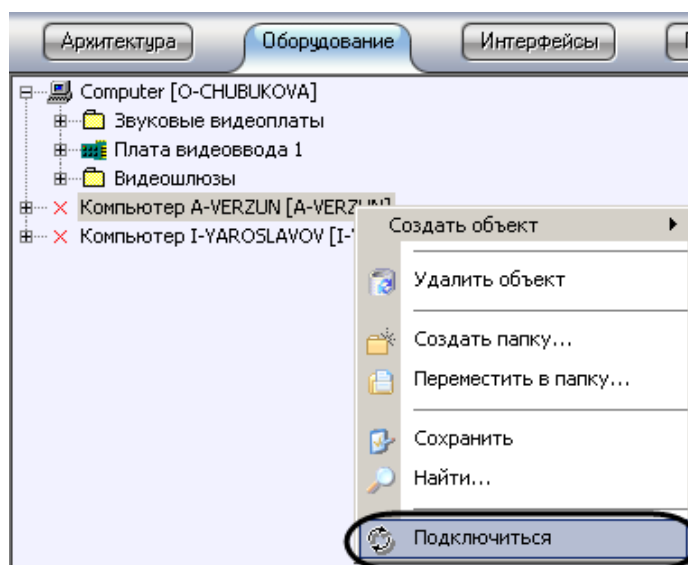 Архитектура Оборудование Интерфейсы
Computer [O-CHUBUKOVA]
Звуковые видеоплаты
Плата видеоввода 1
Видеошлюзы
Компьютер A-VERZUN [A-VERZUN]
Компьютер I-YAROSLAVOV [I-
Создать объект
Удалить объект
Создать папку...
Переместить в папку...
Сохранить
Найти...
Подключиться